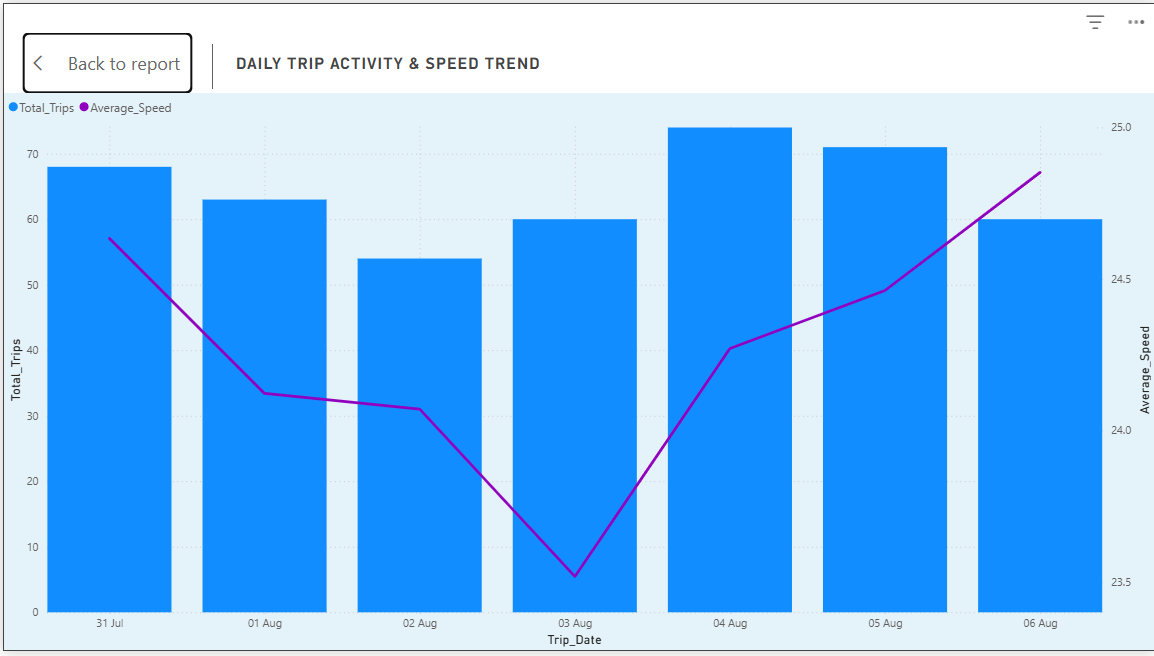 Back to report
DAILY TRIP ACTIVITY & SPEED TREND
Total_Trips Average_Speed
70
60
50
40
30
20
10
0
Total_Trips
25.0
24.5
24.0
23.5
Average_Speed
31 Jul 01 Aug 02 Aug 03 Aug 04 Aug 05 Aug 06 Aug
Trip_Date